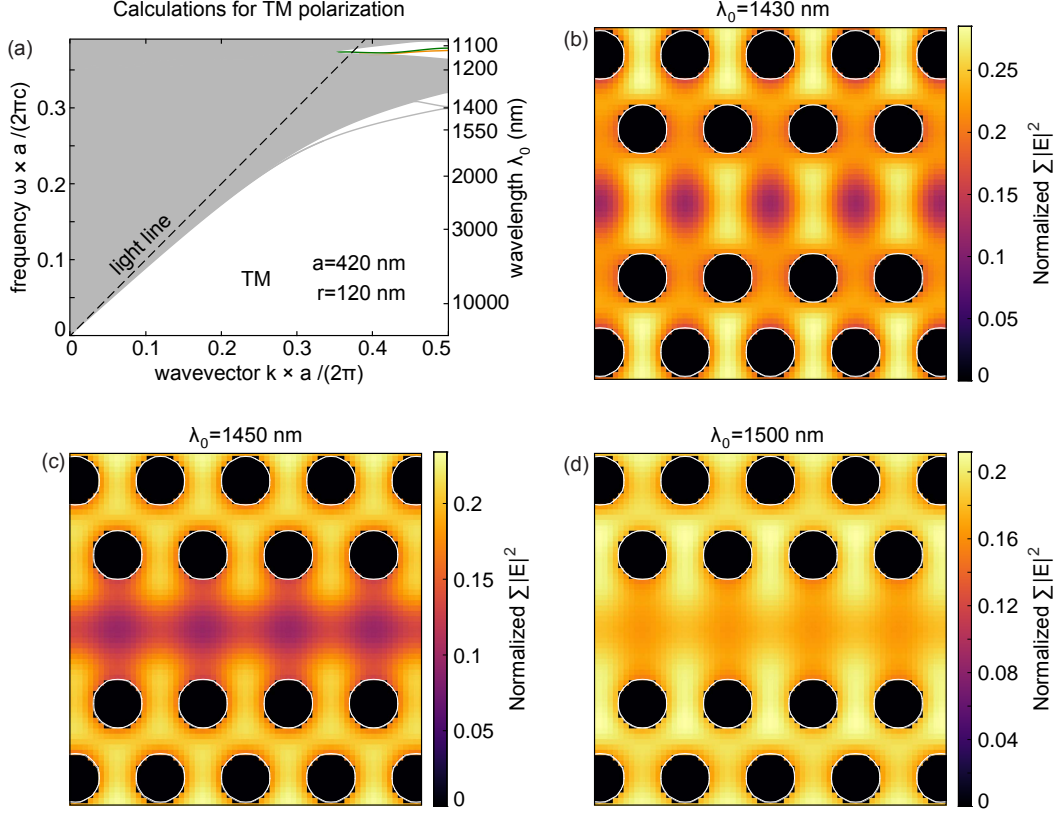 Calculations for TM polarization
(a)
frequency ω × a /(2πc)
0.3
0.2
0.1
0
0
0.1
0.2
0.3
0.4
0.5
wavevector k × a /(2π)
light line
TM
a=420 nm
r=120 nm
1100
1200
1400
1550
2000
3000
10000
wavelength λ0 (nm)
(b)
λ0=1430 nm
0.25
0.2
0.15
0.1
0.05
0
Normalized Σ|E|²
(c)
λ0=1450 nm
0.2
0.15
0.1
0.05
0
Normalized Σ|E|²
(d)
λ0=1500 nm
0.2
0.16
0.12
0.08
0.04
0
Normalized Σ|E|²